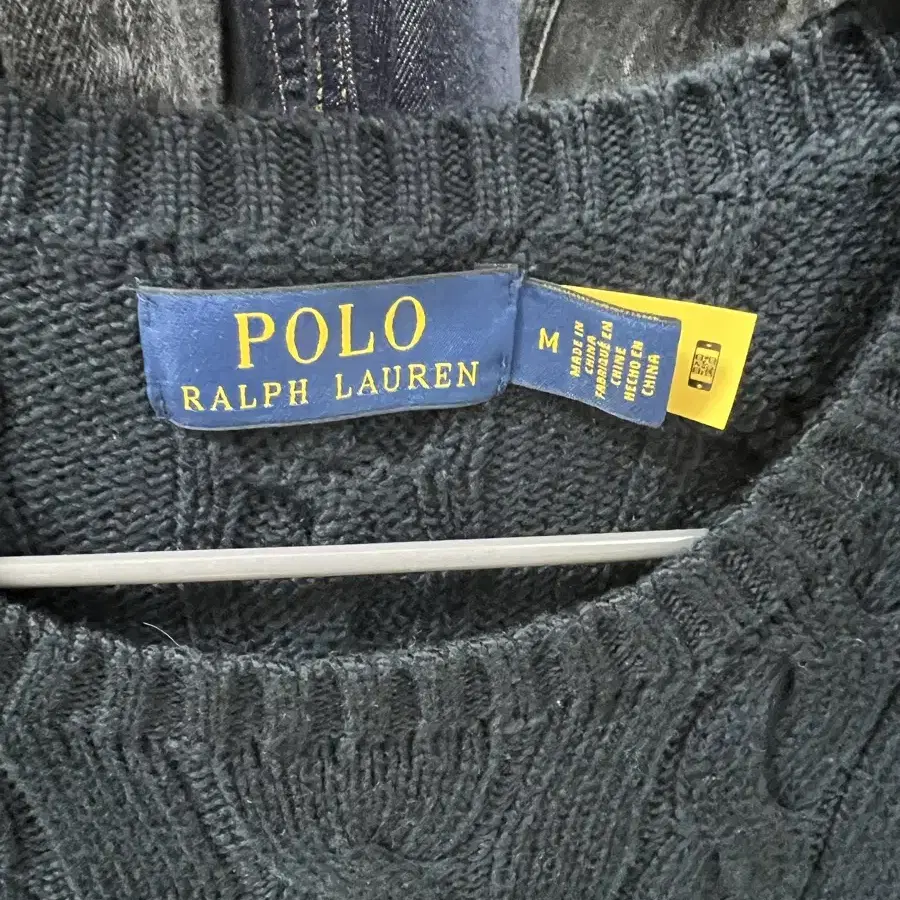 POLO
RALPH LAUREN
M
MADE IN
CHINA
FABRIQUÉ EN
CHINE
HECHO EN
CHINA